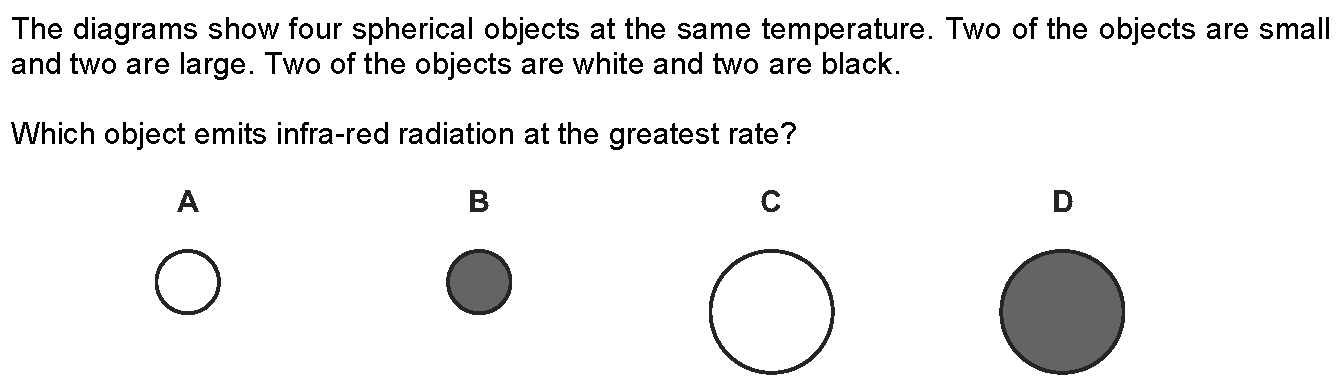 The diagrams show four spherical objects at the same temperature. Two of the objects are small
and two are large. Two of the objects are white and two are black.
Which object emits infra-red radiation at the greatest rate?
A B C D